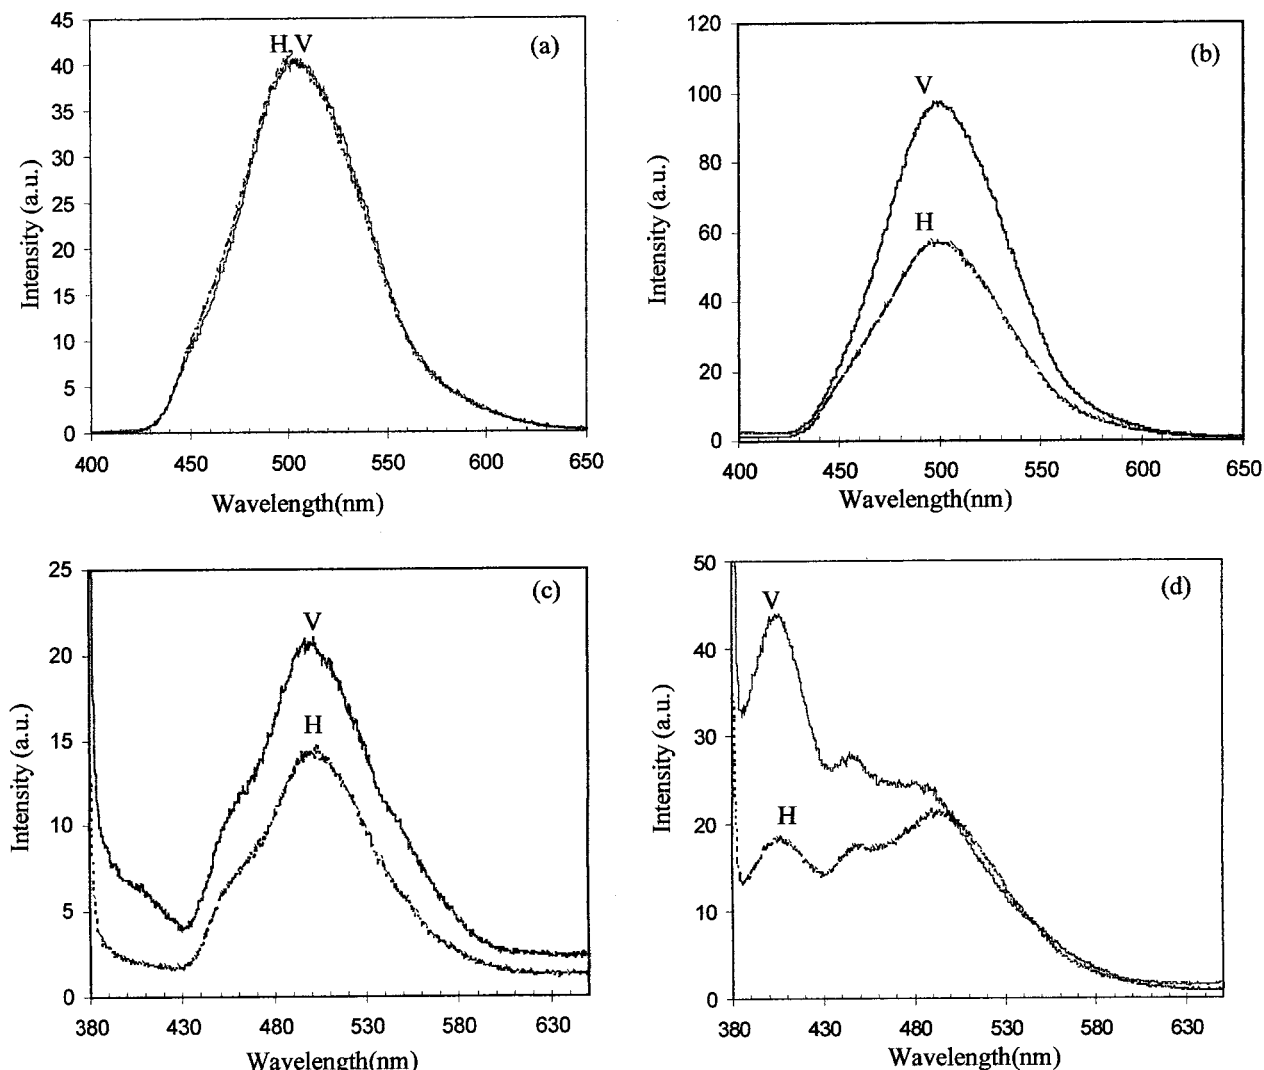 45
40
35
30
25
20
15
10
5
0
H,V
(a)
400 450 500 550 600 650
Wavelength(nm)
Intensity (a.u.)
120
100
80
60
40
20
0
V
H
(b)
400 450 500 550 600 650
Wavelength(nm)
Intensity (a.u.)
25
20
15
10
5
0
V
H
(c)
380 430 480 530 580 630
Wavelength(nm)
Intensity (a.u.)
50
40
30
20
10
0
V
H
(d)
380 430 480 530 580 630
Wavelength(nm)
Intensity (a.u.)